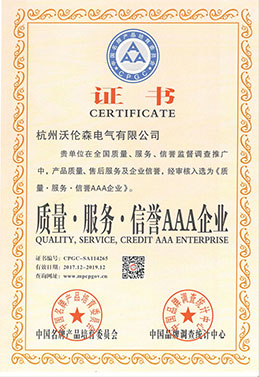 AAA
CPGC
证书
CERTIFICATE
杭州沃伦森电气有限公司
贵单位在全国质量、服务、信誉监督调查推广
中，产品质量、售后服务及企业信誉，经审核入选为《质
量·服务·信誉AAA企业》。
质量·服务·信誉AAA企业
QUALITY, SERVICE, CREDIT AAA ENTERPRISE
证书编号：CPGC-SA114265
有效日期：2017.12-2019.12
查询网址：www.mpcpgov.cn
中国名牌产品培育委员会
中国品牌调查统计中心